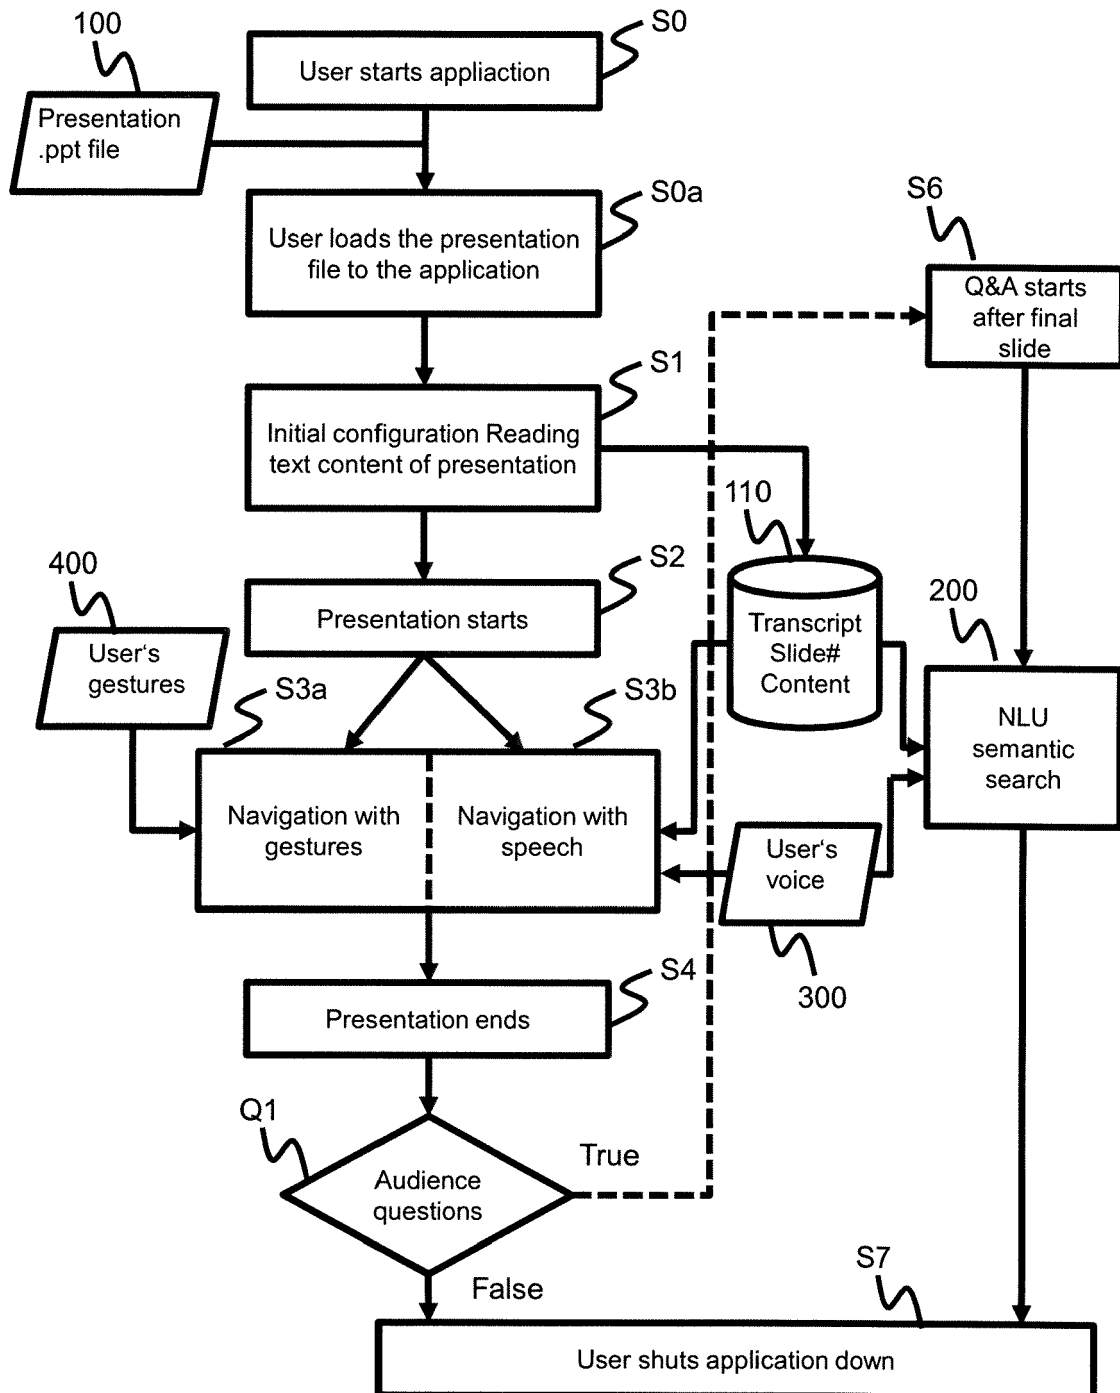 100
S0
User starts appliaction
Presentation
.ppt file
S0a
User loads the presentation
file to the application
S6
Q&A starts
after final
slide
S1
Initial configuration Reading
text content of presentation
110
400
S2
Presentation starts
Transcript
Slide#
Content
200
User's
gestures
S3a
S3b
NLU
semantic
search
Navigation with
gestures
Navigation with
speech
User‘s
voice
300
S4
Presentation ends
Q1
True
Audience
questions
False
S7
User shuts application down